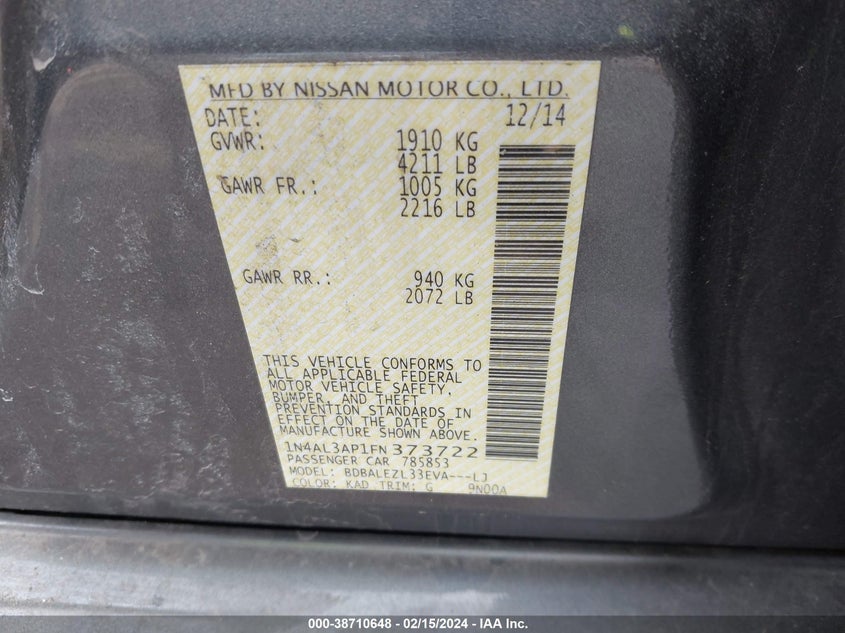 MFD BY NISSAN MOTOR CO., LTD.
DATE: 12/14
GVWR: 1910 KG
4211 LB
GAWR FR.: 1005 KG
2216 LB
GAWR RR.: 940 KG
2072 LB
THIS VEHICLE CONFORMS TO
ALL APPLICABLE FEDERAL
MOTOR VEHICLE SAFETY,
BUMPER, AND THEFT
PREVENTION STANDARDS IN
EFFECT ON THE DATE OF
MANUFACTURE SHOWN ABOVE.
1N4AL3AP1FN373722
PASSENGER CAR 785853
MODEL: BDBALEZL33EVA---LJ
COLOR: KAD TRIM: G 9N00A
000-38710648 - 02/15/2024 - IAA Inc.